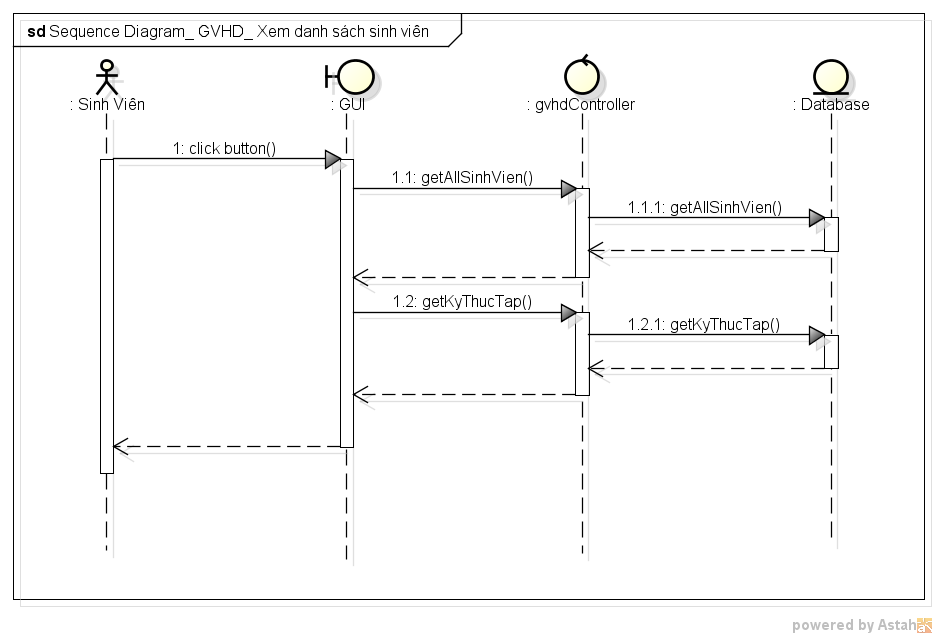 sd Sequence Diagram_ GVHD_ Xem danh sách sinh viên
: Sinh Viên
: GUI
: gvhdController
: Database
1: click button()
1.1: getAllSinhVien()
1.1.1: getAllSinhVien()
1.2: getKyThucTap()
1.2.1: getKyThucTap()
powered by Astah